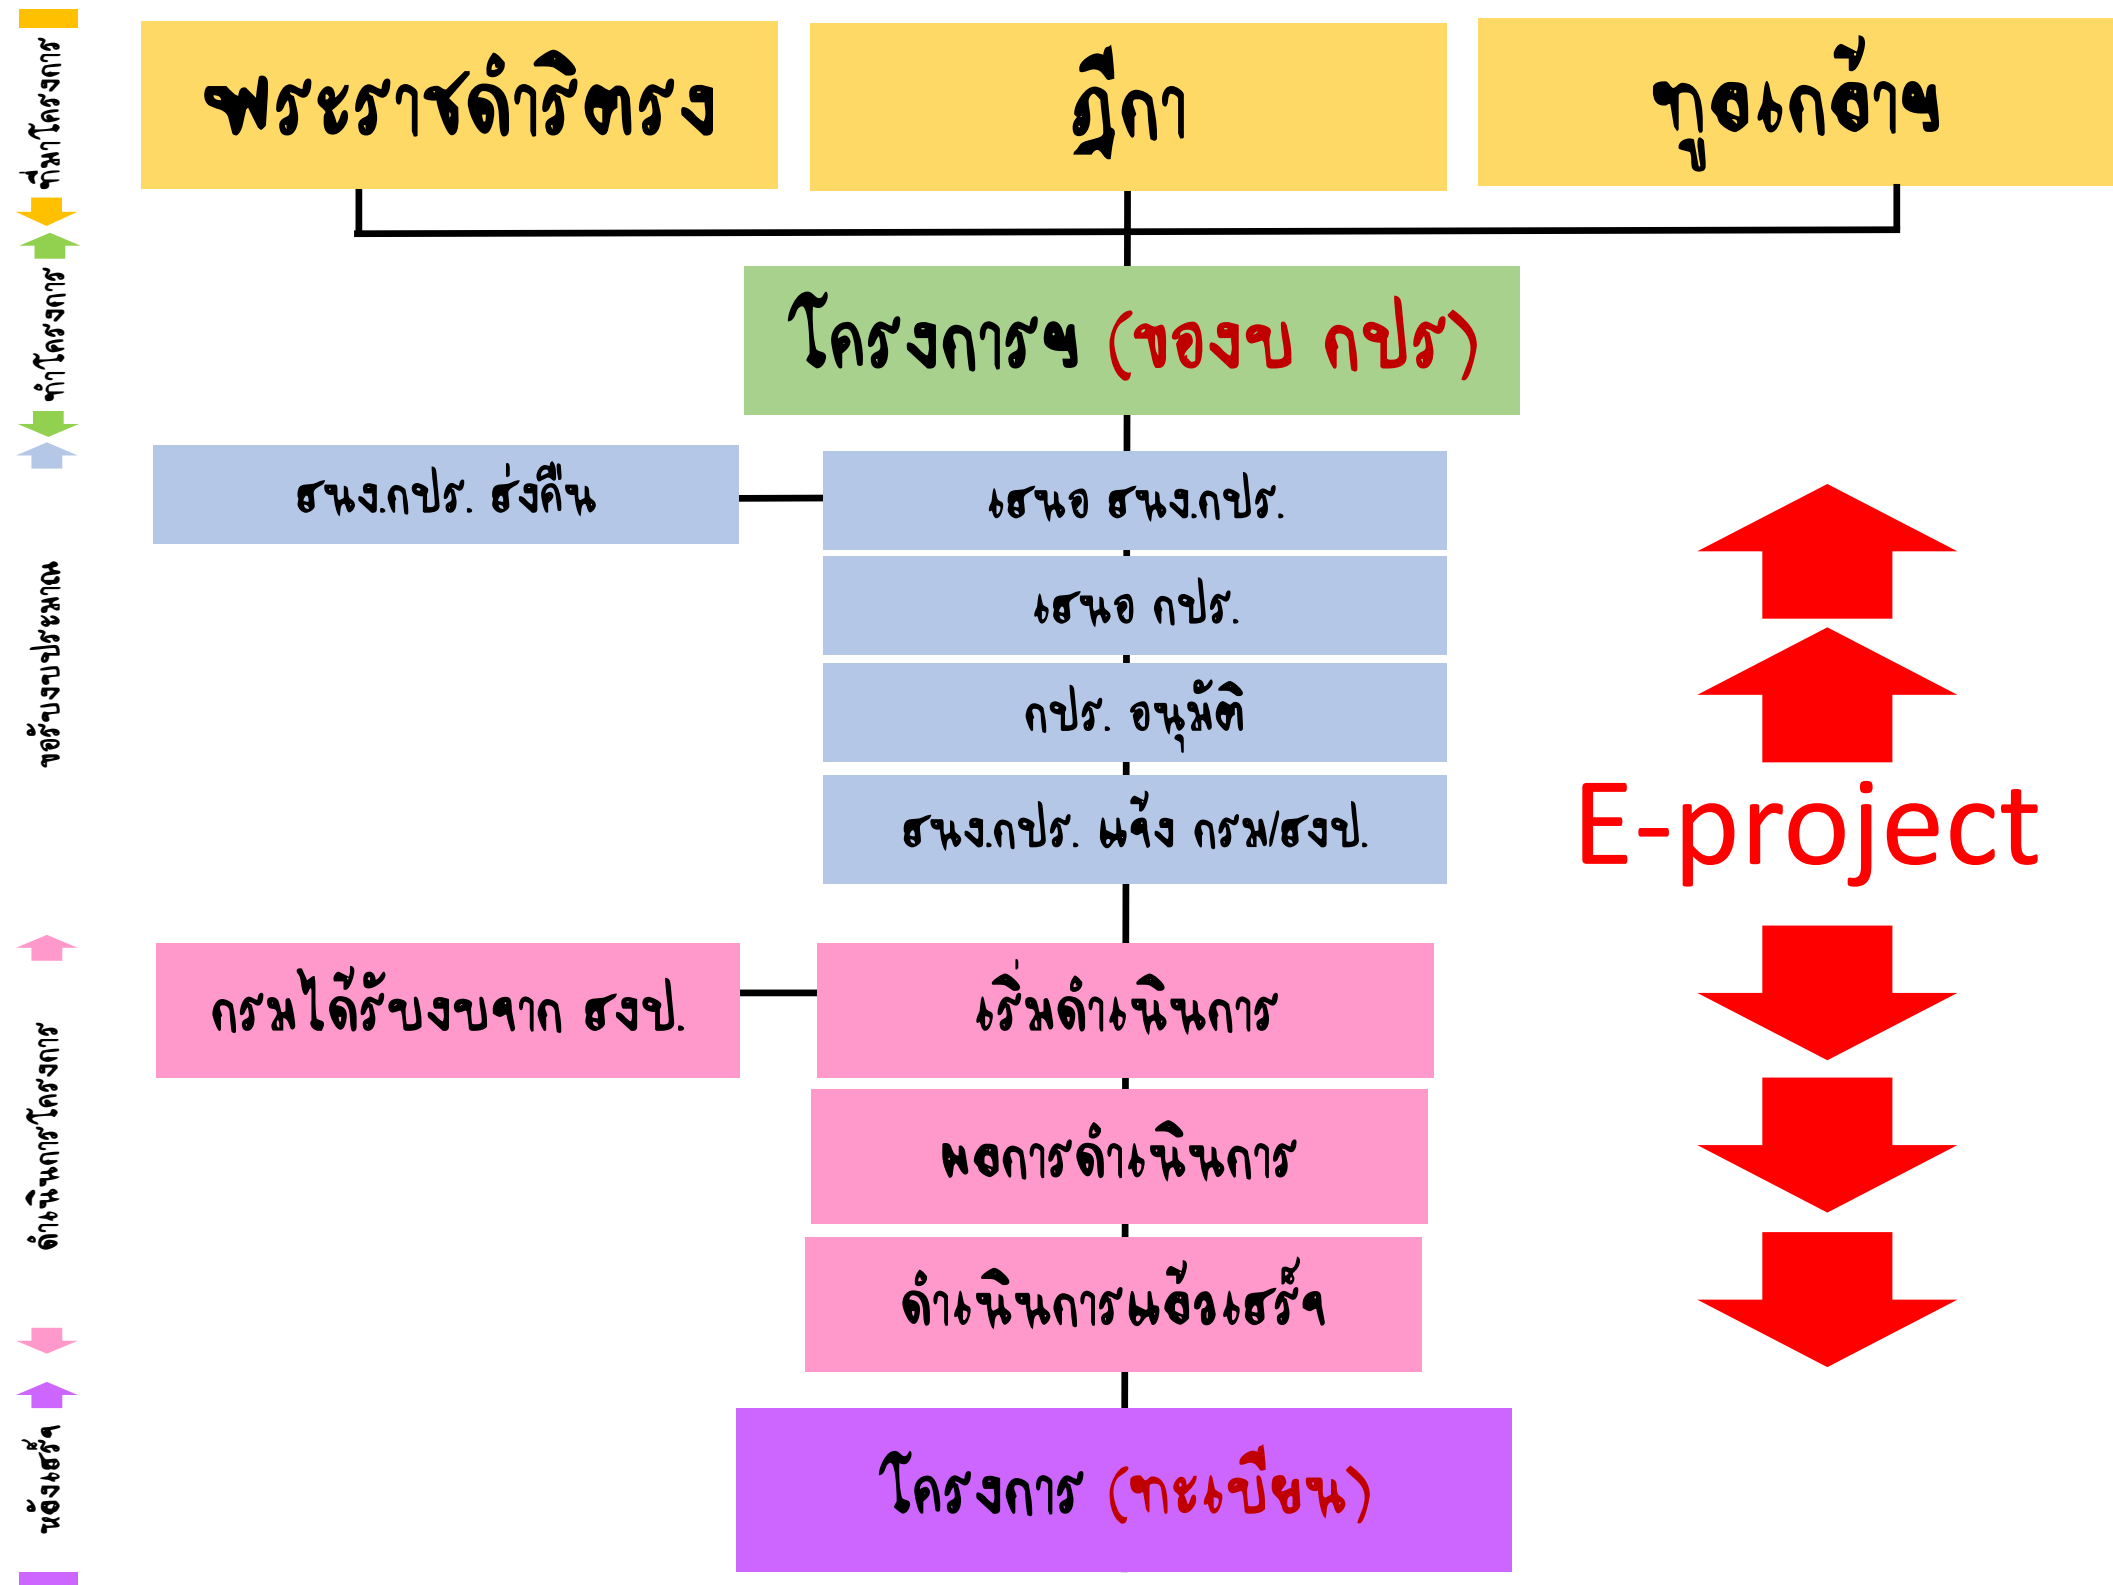 ที่มาโครงการ
พระราชดำริตรง
ฎีกา
ทูลเกล้าฯ
ทำโครงการ
โครงการฯ (ของบ กปร)
ขอรับงบประมาณ
สนง.กปร. ส่งคืน
เสนอ สนง.กปร.
เสนอ กปร.
กปร. อนุมัติ
สนง.กปร. แจ้ง กรม/สงป.
E-project
ดำเนินการโครงการ
กรมได้รับงบจาก สงป.
เริ่มดำเนินการ
ผลการดำเนินการ
ดำเนินการแล้วเสร็จ
หลังเสร็จ
โครงการ (ทะเบียน)